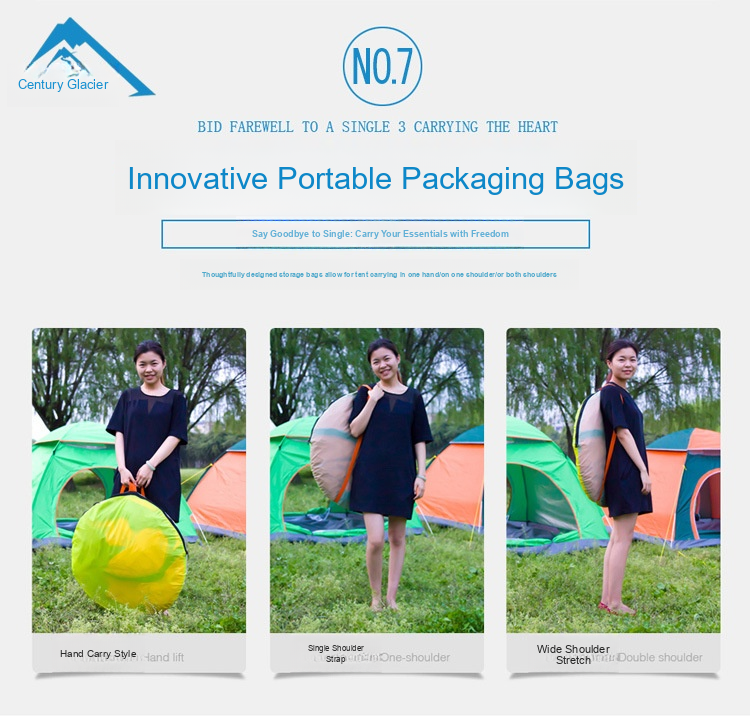 Century Glacier
NO.7
BID FAREWELL TO A SINGLE 3 CARRYING THE HEART
Innovative Portable Packaging Bags
Say Goodbye to Single: Carry Your Essentials with Freedom
Thoughtfully designed storage bags allow for tent carrying in one hand/on one shoulder/or both shoulders
Hand Carry Style
Hand lift
Single Shoulder
Strap
One-shoulder
Wide Shoulder
Stretch
Double shoulder